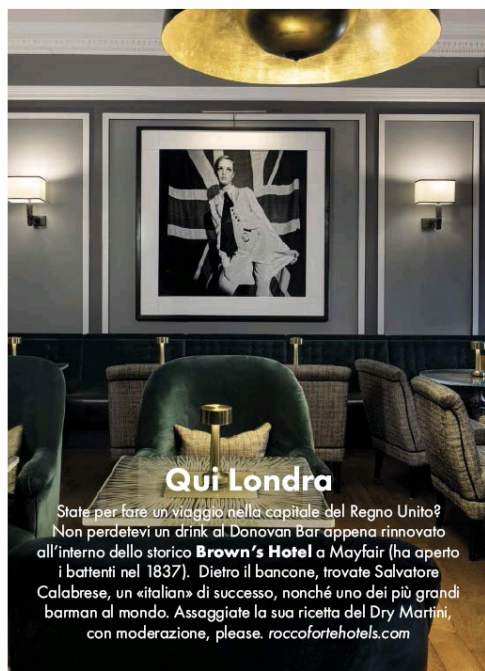 Qui Londra
State per fare un viaggio nella capitale del Regno Unito?
Non perdetevi un drink al Donovan Bar appena rinnovato
all'interno dello storico Brown's Hotel a Mayfair (ha aperto
i battenti nel 1837). Dietro il bancone, trovate Salvatore
Calabrese, un «italian» di successo, nonché uno dei più grandi
barman al mondo. Assaggiate la sua ricetta del Dry Martini,
con moderazione, please. roccofortehotels.com